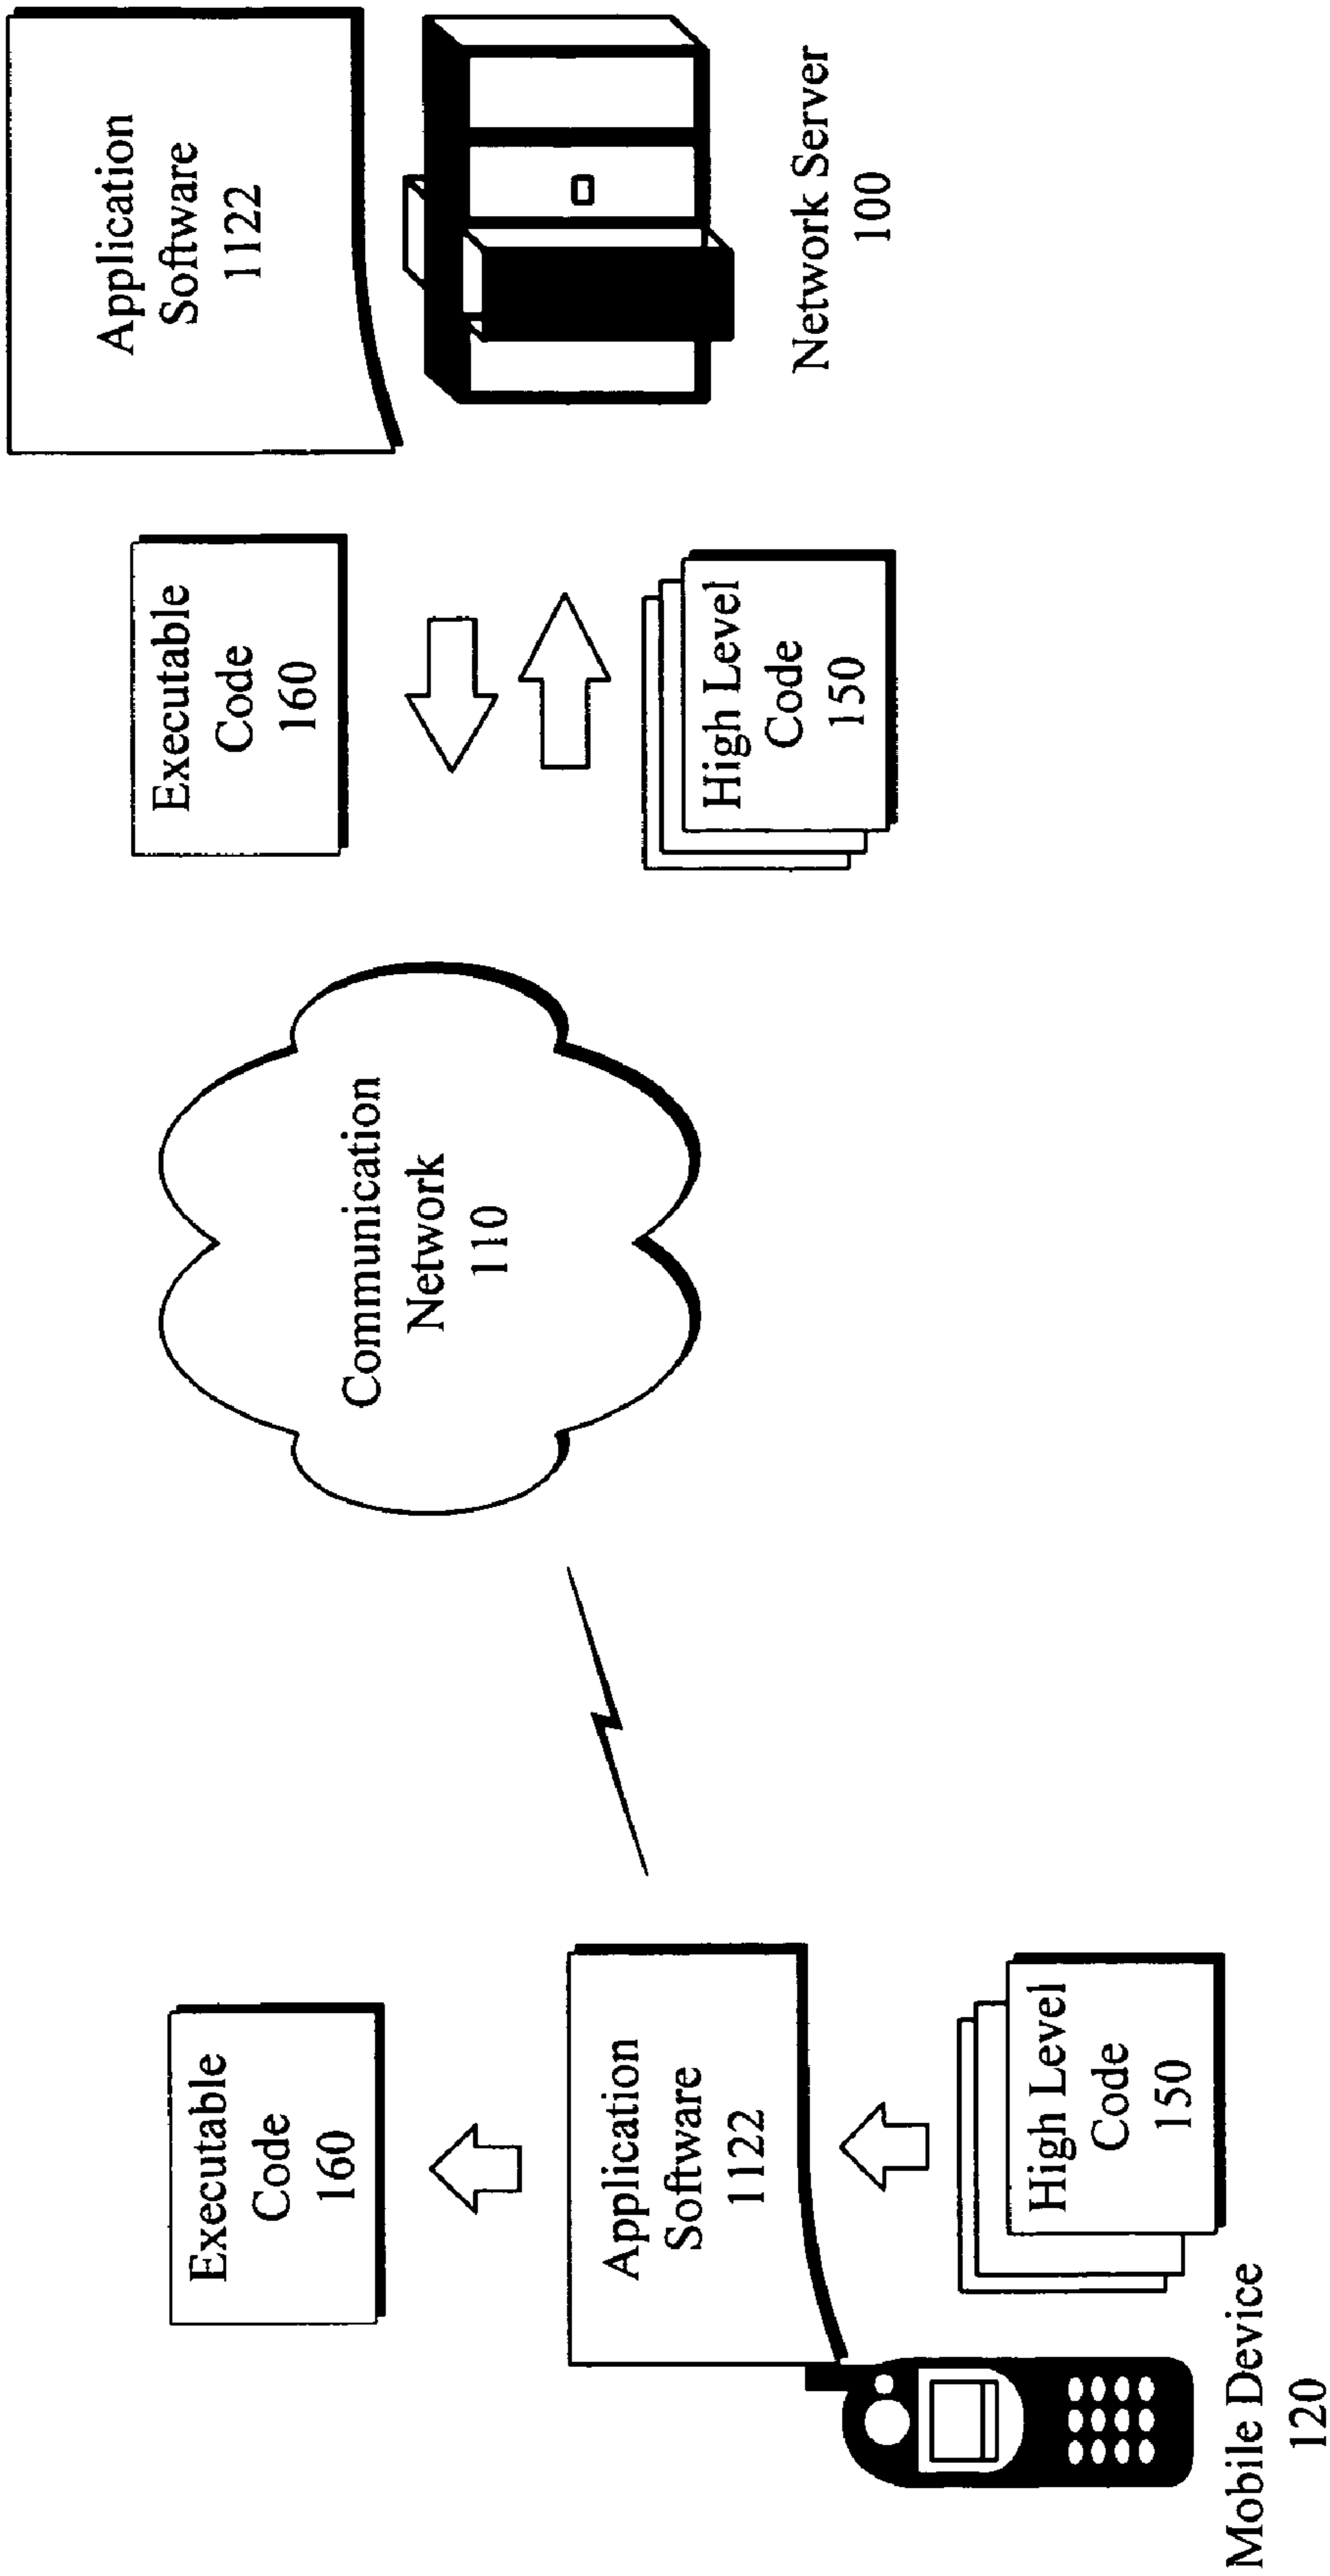 Executable
Code
160
Application
Software
1122
High Level
Code
150
Mobile Device
120
Communication
Network
110
Executable
Code
160
High Level
Code
150
Application
Software
1122
Network Server
100